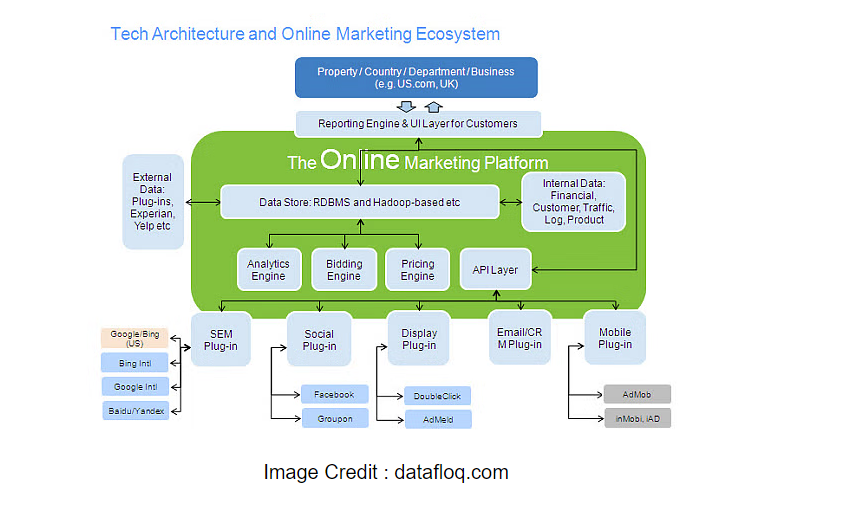 Tech Architecture and Online Marketing Ecosystem
Property / Country / Department / Business
(e.g. US.com, UK)
Reporting Engine & UI Layer for Customers
The Online Marketing Platform
External
Data:
Plug-ins,
Experian,
Yelp etc
Data Store: RDBMS and Hadoop-based etc
Internal Data:
Financial,
Customer, Traffic,
Log, Product
Analytics
Engine
Bidding
Engine
Pricing
Engine
API Layer
SEM
Plug-in
Social
Plug-in
Display
Plug-in
Email/CR
M Plug-in
Mobile
Plug-in
Google/Bing
(US)
Bing Intl
Google Intl
Baidu/Yandex
Facebook
Groupon
DoubleClick
AdMeld
AdMob
inMobi, iAD
Image Credit : datafloq.com